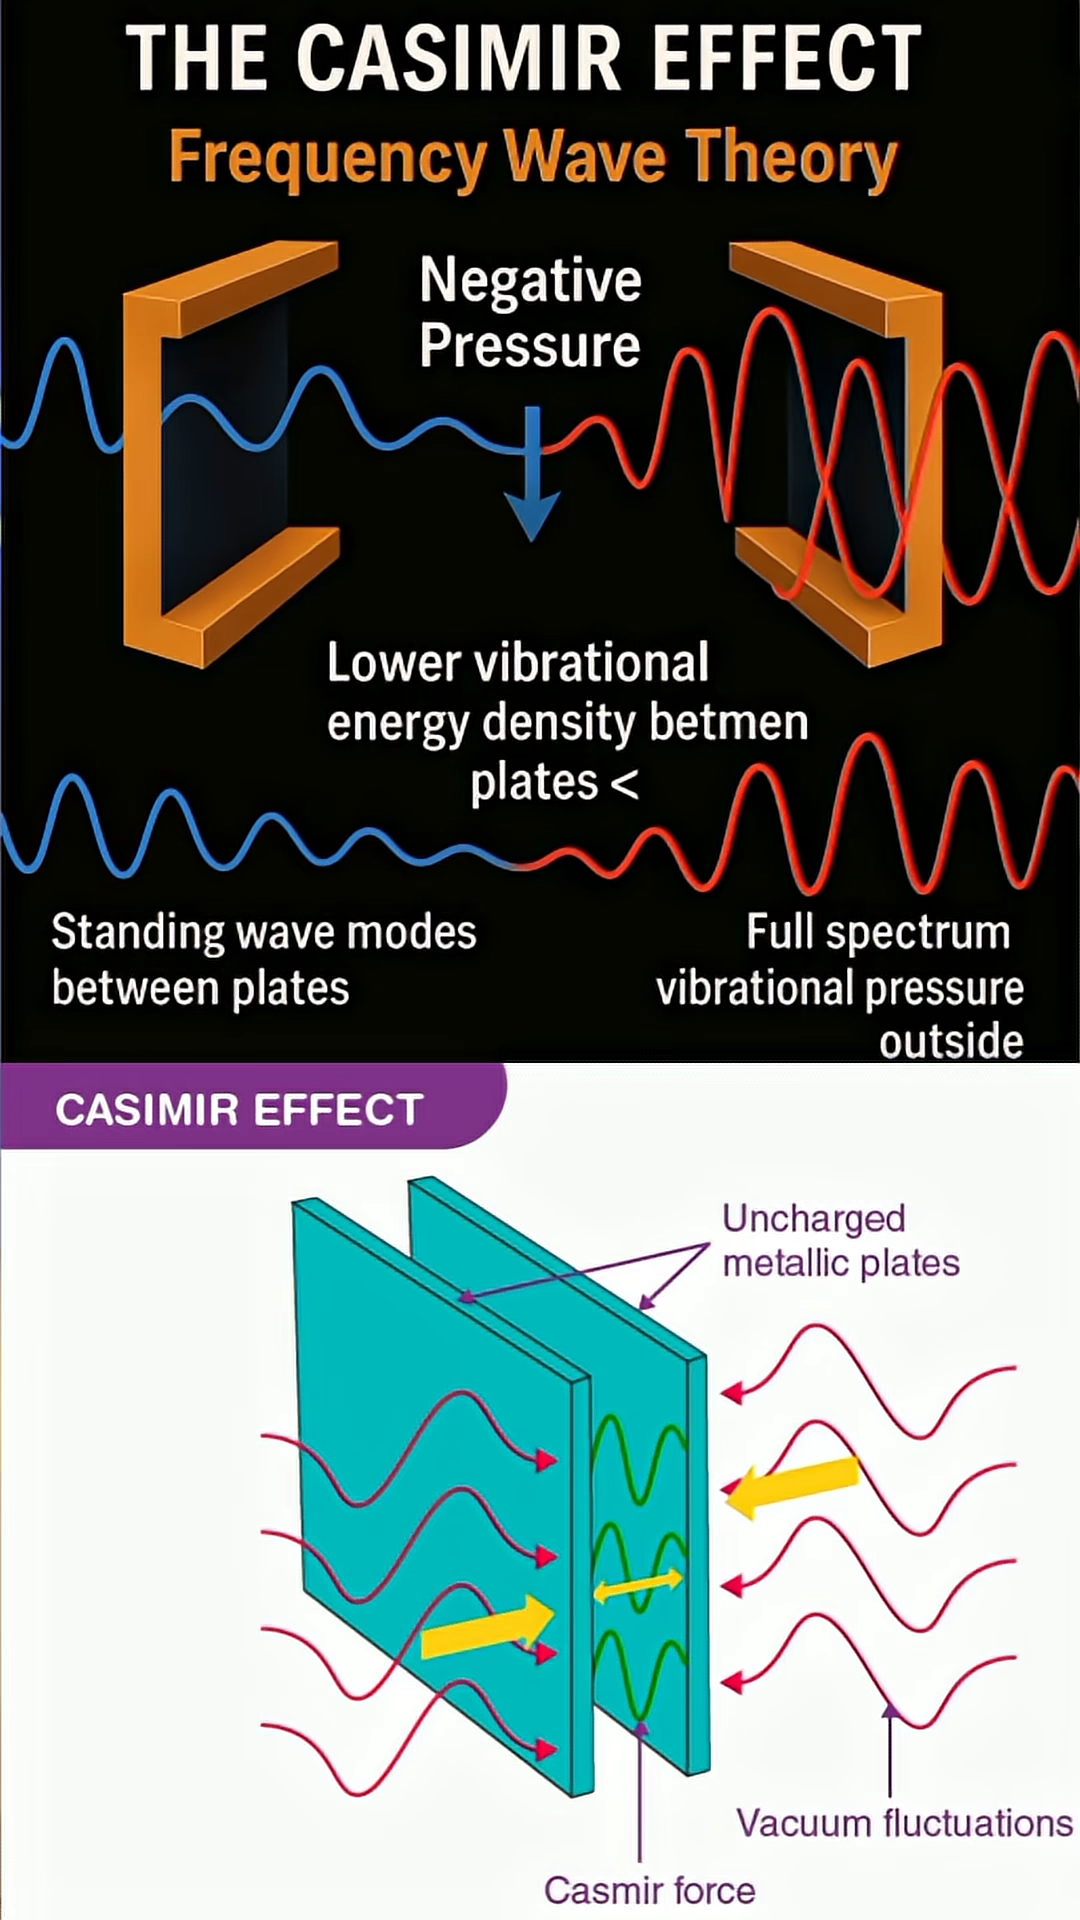 THE CASIMIR EFFECT
Frequency Wave Theory
Negative
Pressure
Lower vibrational
energy density betmen
plates <
Standing wave modes
between plates
Full spectrum
vibrational pressure
outside
CASIMIR EFFECT
Uncharged
metallic plates
Vacuum fluctuations
Casmir force